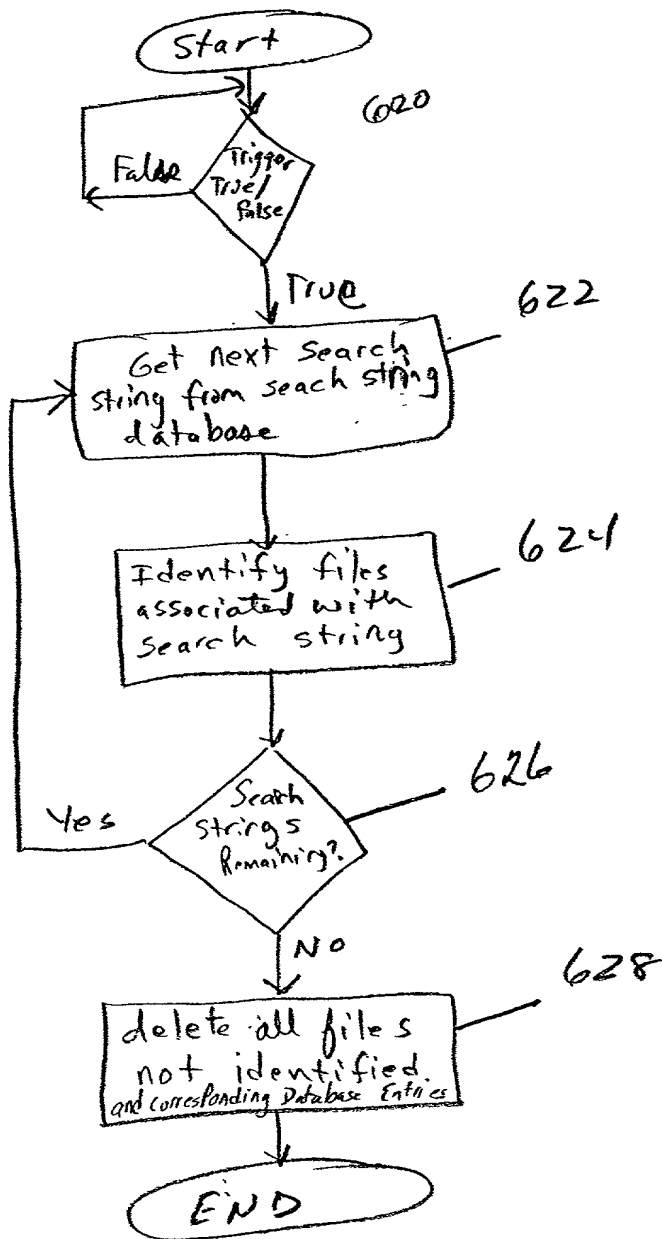 Start
620
False
Trigger
True/
False
True
622
Get next search
string from seach string
database
624
Identify files
associated with
search string
626
Search
strings
Remaining?
Yes
NO
628
delete all files
not identified
and corresponding Database Entries
END